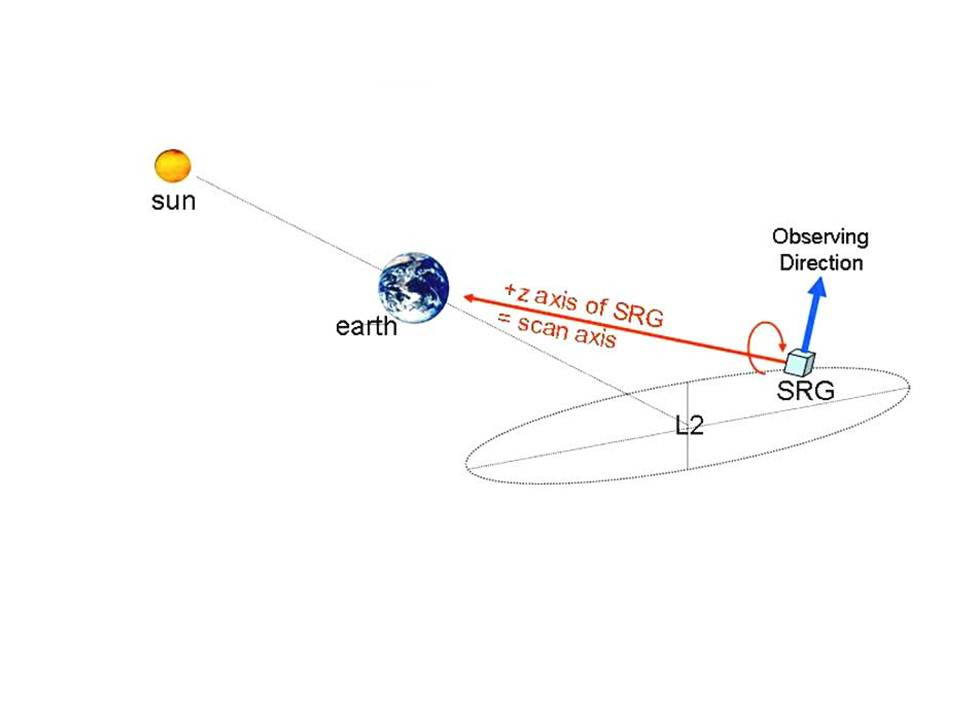 sun
Observing
Direction
+z axis of SRG
= scan axis
earth
SRG
L2